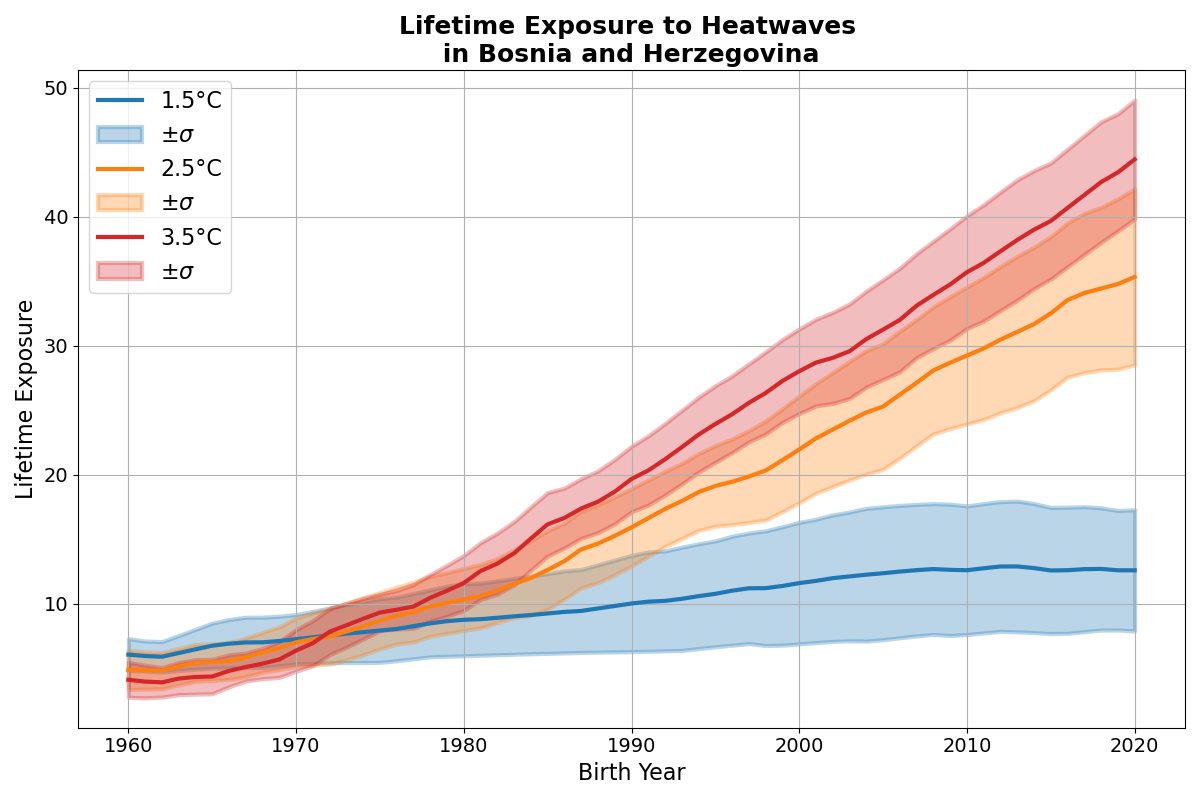 Lifetime Exposure to Heatwaves
in Bosnia and Herzegovina
50
40
30
20
10
Lifetime Exposure
1.5°C
±σ
2.5°C
±σ
3.5°C
±σ
1960 1970 1980 1990 2000 2010 2020
Birth Year